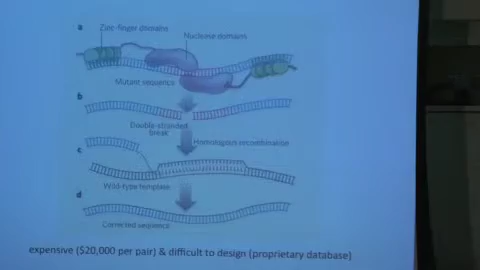 a
Zinc-finger domains
Nuclease domains
Mutant sequence
b
Double-stranded
break
Homologous recombination
c
Wild-type template
d
Corrected sequence
expensive ($20,000 per pair) & difficult to design (proprietary database)